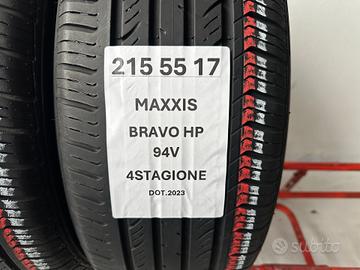 215 55 17
MAXXIS
BRAVO HP
94V
4STAGIONE
DOT.2023
subito